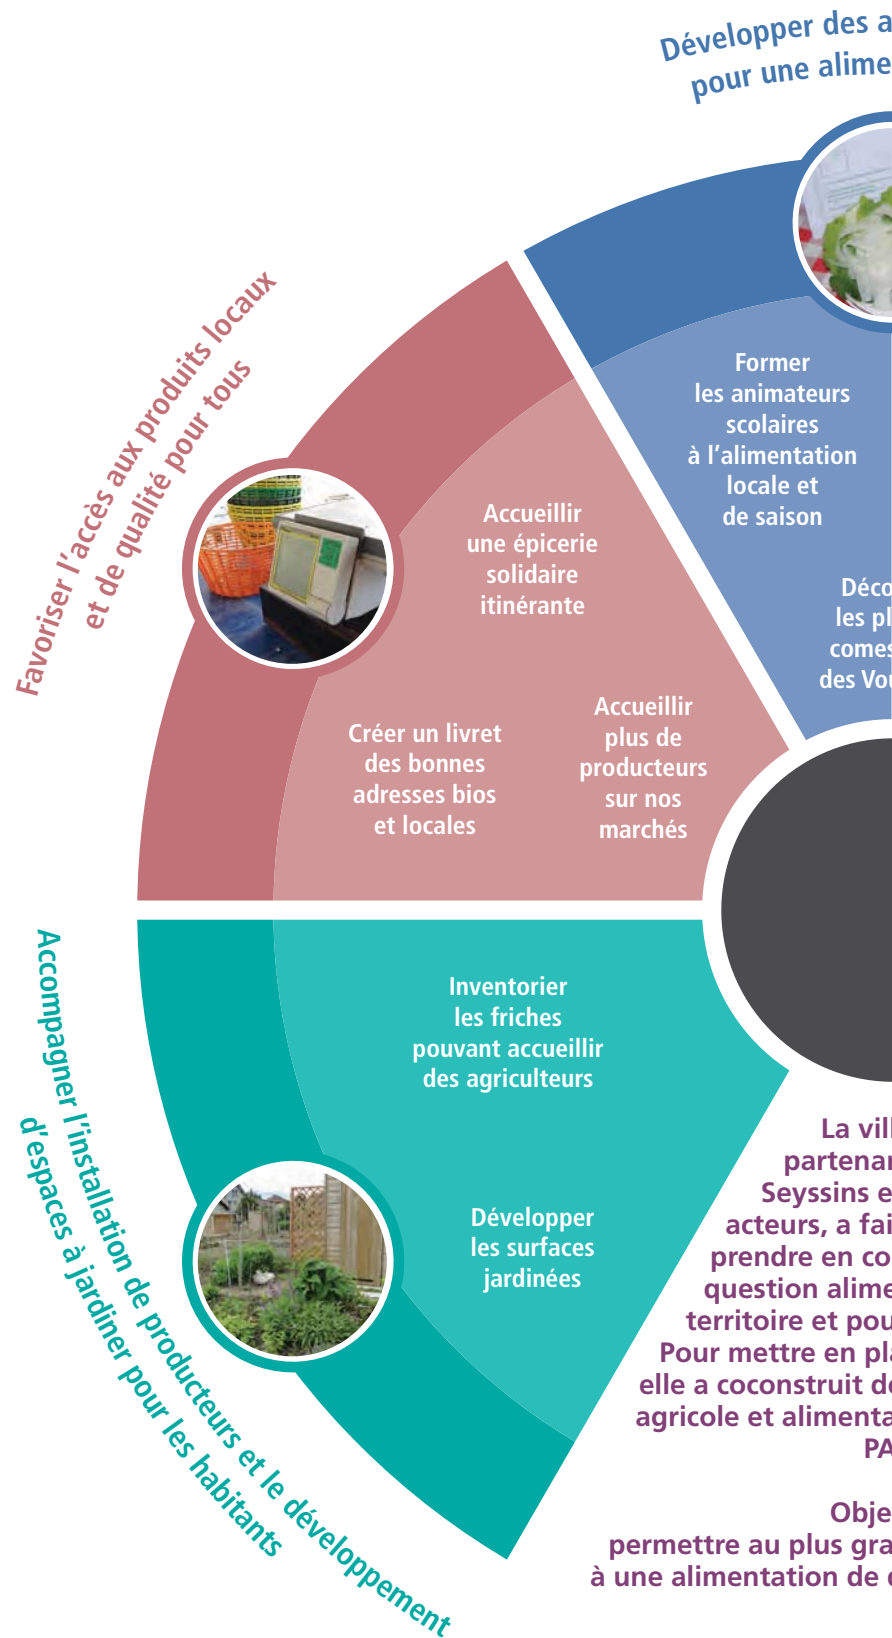 Développer des a
pour une alime
Former
les animateurs
scolaires
à l'alimentation
locale et
de saison
Déco
les pl
comes
des Vou
Favoriser l'accès aux produits locaux
et de qualité pour tous
Accueillir
une épicerie
solidaire
itinérante
Créer un livret
des bonnes
adresses bios
et locales
Accueillir
plus de
producteurs
sur nos
marchés
Accompagner l'installation de producteurs et le développement
d'espaces à jardiner pour les habitants
Inventorier
les friches
pouvant accueillir
des agriculteurs
Développer
les surfaces
jardinées
La vill
partenar
Seyssins e
acteurs, a fai
prendre en co
question alime
territoire et pou
Pour mettre en pla
elle a coconstruit de
agricole et alimenta
PA
Obje
permettre au plus gra
à une alimentation de